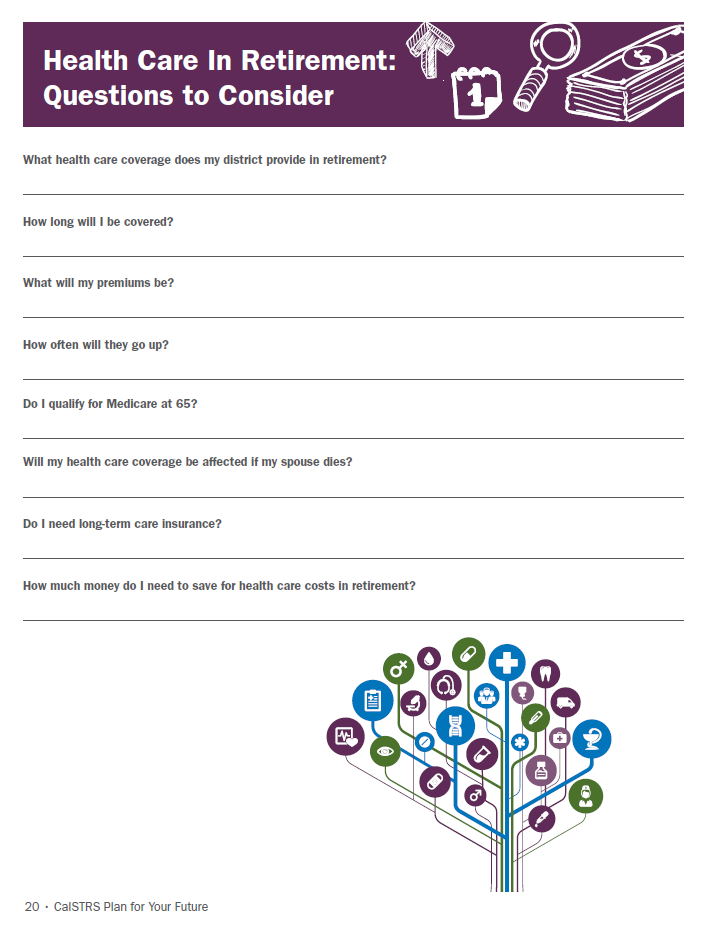 Health Care In Retirement:
Questions to Consider
1
$
What health care coverage does my district provide in retirement?
How long will I be covered?
What will my premiums be?
How often will they go up?
Do I qualify for Medicare at 65?
Will my health care coverage be affected if my spouse dies?
Do I need long-term care insurance?
How much money do I need to save for health care costs in retirement?
20 · CalSTRS Plan for Your Future